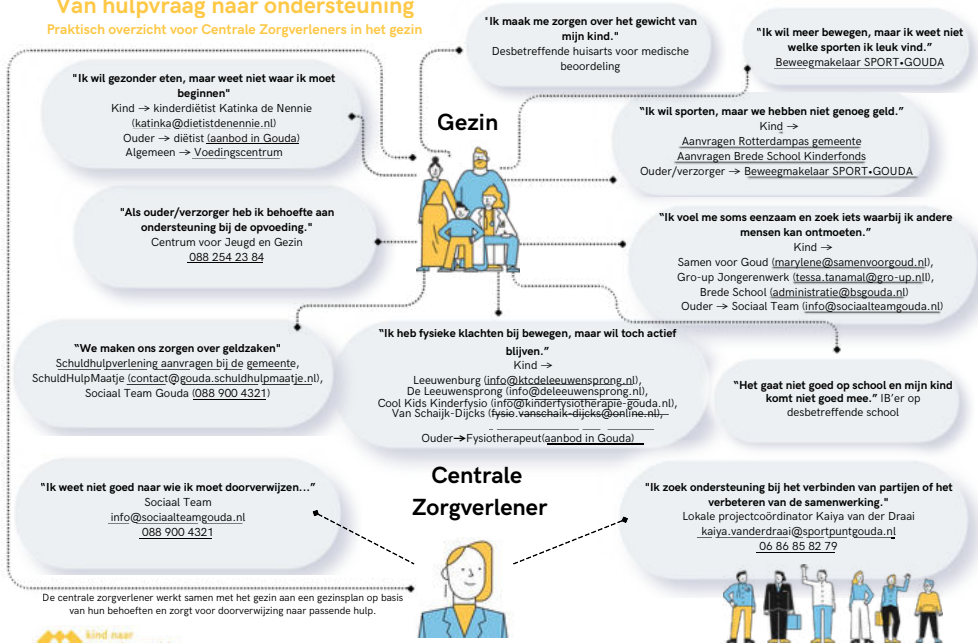 Van hulpvraag naar ondersteuning
Praktisch overzicht voor Centrale Zorgverleners in het gezin
"Ik maak me zorgen over het gewicht van
mijn kind."
Desbetreffende huisarts voor medische
beoordeling
“Ik wil meer bewegen, maar ik weet niet
welke sporten ik leuk vind.”
Beweegmakelaar SPORT•GOUDA
"Ik wil gezonder eten, maar weet niet waar ik moet
beginnen"
Kind → kinderdiëtist Katinka de Nennie
(katinka@dietistdenennie.nl)
Ouder → diëtist (aanbod in Gouda)
Algemeen → Voedingscentrum
Gezin
“Ik wil sporten, maar we hebben niet genoeg geld.”
Kind →
Aanvragen Rotterdampas gemeente
Aanvragen Brede School Kinderfonds
Ouder/verzorger → Beweegmakelaar SPORT•GOUDA
"Als ouder/verzorger heb ik behoefte aan
ondersteuning bij de opvoeding."
Centrum voor Jeugd en Gezin
088 254 23 84
“Ik voel me soms eenzaam en zoek iets waarbij ik andere
mensen kan ontmoeten.”
Kind →
Samen voor Goud (marylene@samenvoorgoud.nl),
Gro-up Jongerenwerk (tessa.tanamal@gro-up.nll),
Brede School (administratie@bsgouda.nl)
Ouder → Sociaal Team (info@sociaalteamgouda.nl)
“We maken ons zorgen over geldzaken"
Schuldhulpverlening aanvragen bij de gemeente,
SchuldHulpMaatje (contact@gouda.schuldhulpmaatje.nl),
Sociaal Team Gouda (088 900 4321)
“Ik heb fysieke klachten bij bewegen, maar wil toch actief
blijven.”
Kind →
Leeuwenburg (info@ktcdeleeuwensprong.nl),
De Leeuwensprong (info@deleeuwensprong.nl),
Cool Kids Kinderfysio (info@kinderfysiotherapie-gouda.nl),
Van Schaijk-Dijcks (fysio.vanschaik-dijcks@online.nl),
Ouder→Fysiotherapeut(aanbod in Gouda)
“Het gaat niet goed op school en mijn kind
komt niet goed mee.” IB'er op
desbetreffende school
Centrale
Zorgverlener
“Ik weet niet goed naar wie ik moet doorverwijzen...”
Sociaal Team
info@sociaalteamgouda.nl
088 900 4321
"Ik zoek ondersteuning bij het verbinden van partijen of het
verbeteren van de samenwerking."
Lokale projectcoördinator Kaiya van der Draai
kaiya.vanderdraai@sportpuntgouda.nl
06 86 85 82 79
De centrale zorgverlener werkt samen met het gezin aan een gezinsplan op basis
van hun behoeften en zorgt voor doorverwijzing naar passende hulp.
kind naar